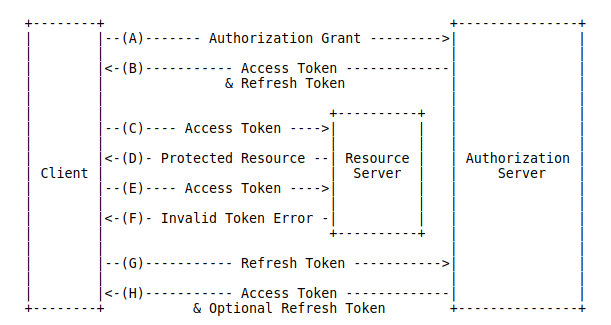 +--------+                                           +---------------+
|        |--(A)------- Authorization Grant --------->|               |
|        |                                           |               |
|        |<-(B)----------- Access Token -------------|               |
|        |               & Refresh Token             |               |
|        |                                           |               |
|        |                            +----------+   |               |
|        |--(C)---- Access Token ---->|          |   |               |
|        |                            |          |   |               |
|        |<-(D)- Protected Resource --| Resource |   | Authorization |
| Client |                            |  Server  |   |     Server    |
|        |--(E)---- Access Token ---->|          |   |               |
|        |                            |          |   |               |
|        |<-(F)- Invalid Token Error -|          |   |               |
|        |                            +----------+   |               |
|        |                                           |               |
|        |--(G)----------- Refresh Token ----------->|               |
|        |                                           |               |
|        |<-(H)----------- Access Token -------------|               |
+--------+           & Optional Refresh Token        +---------------+